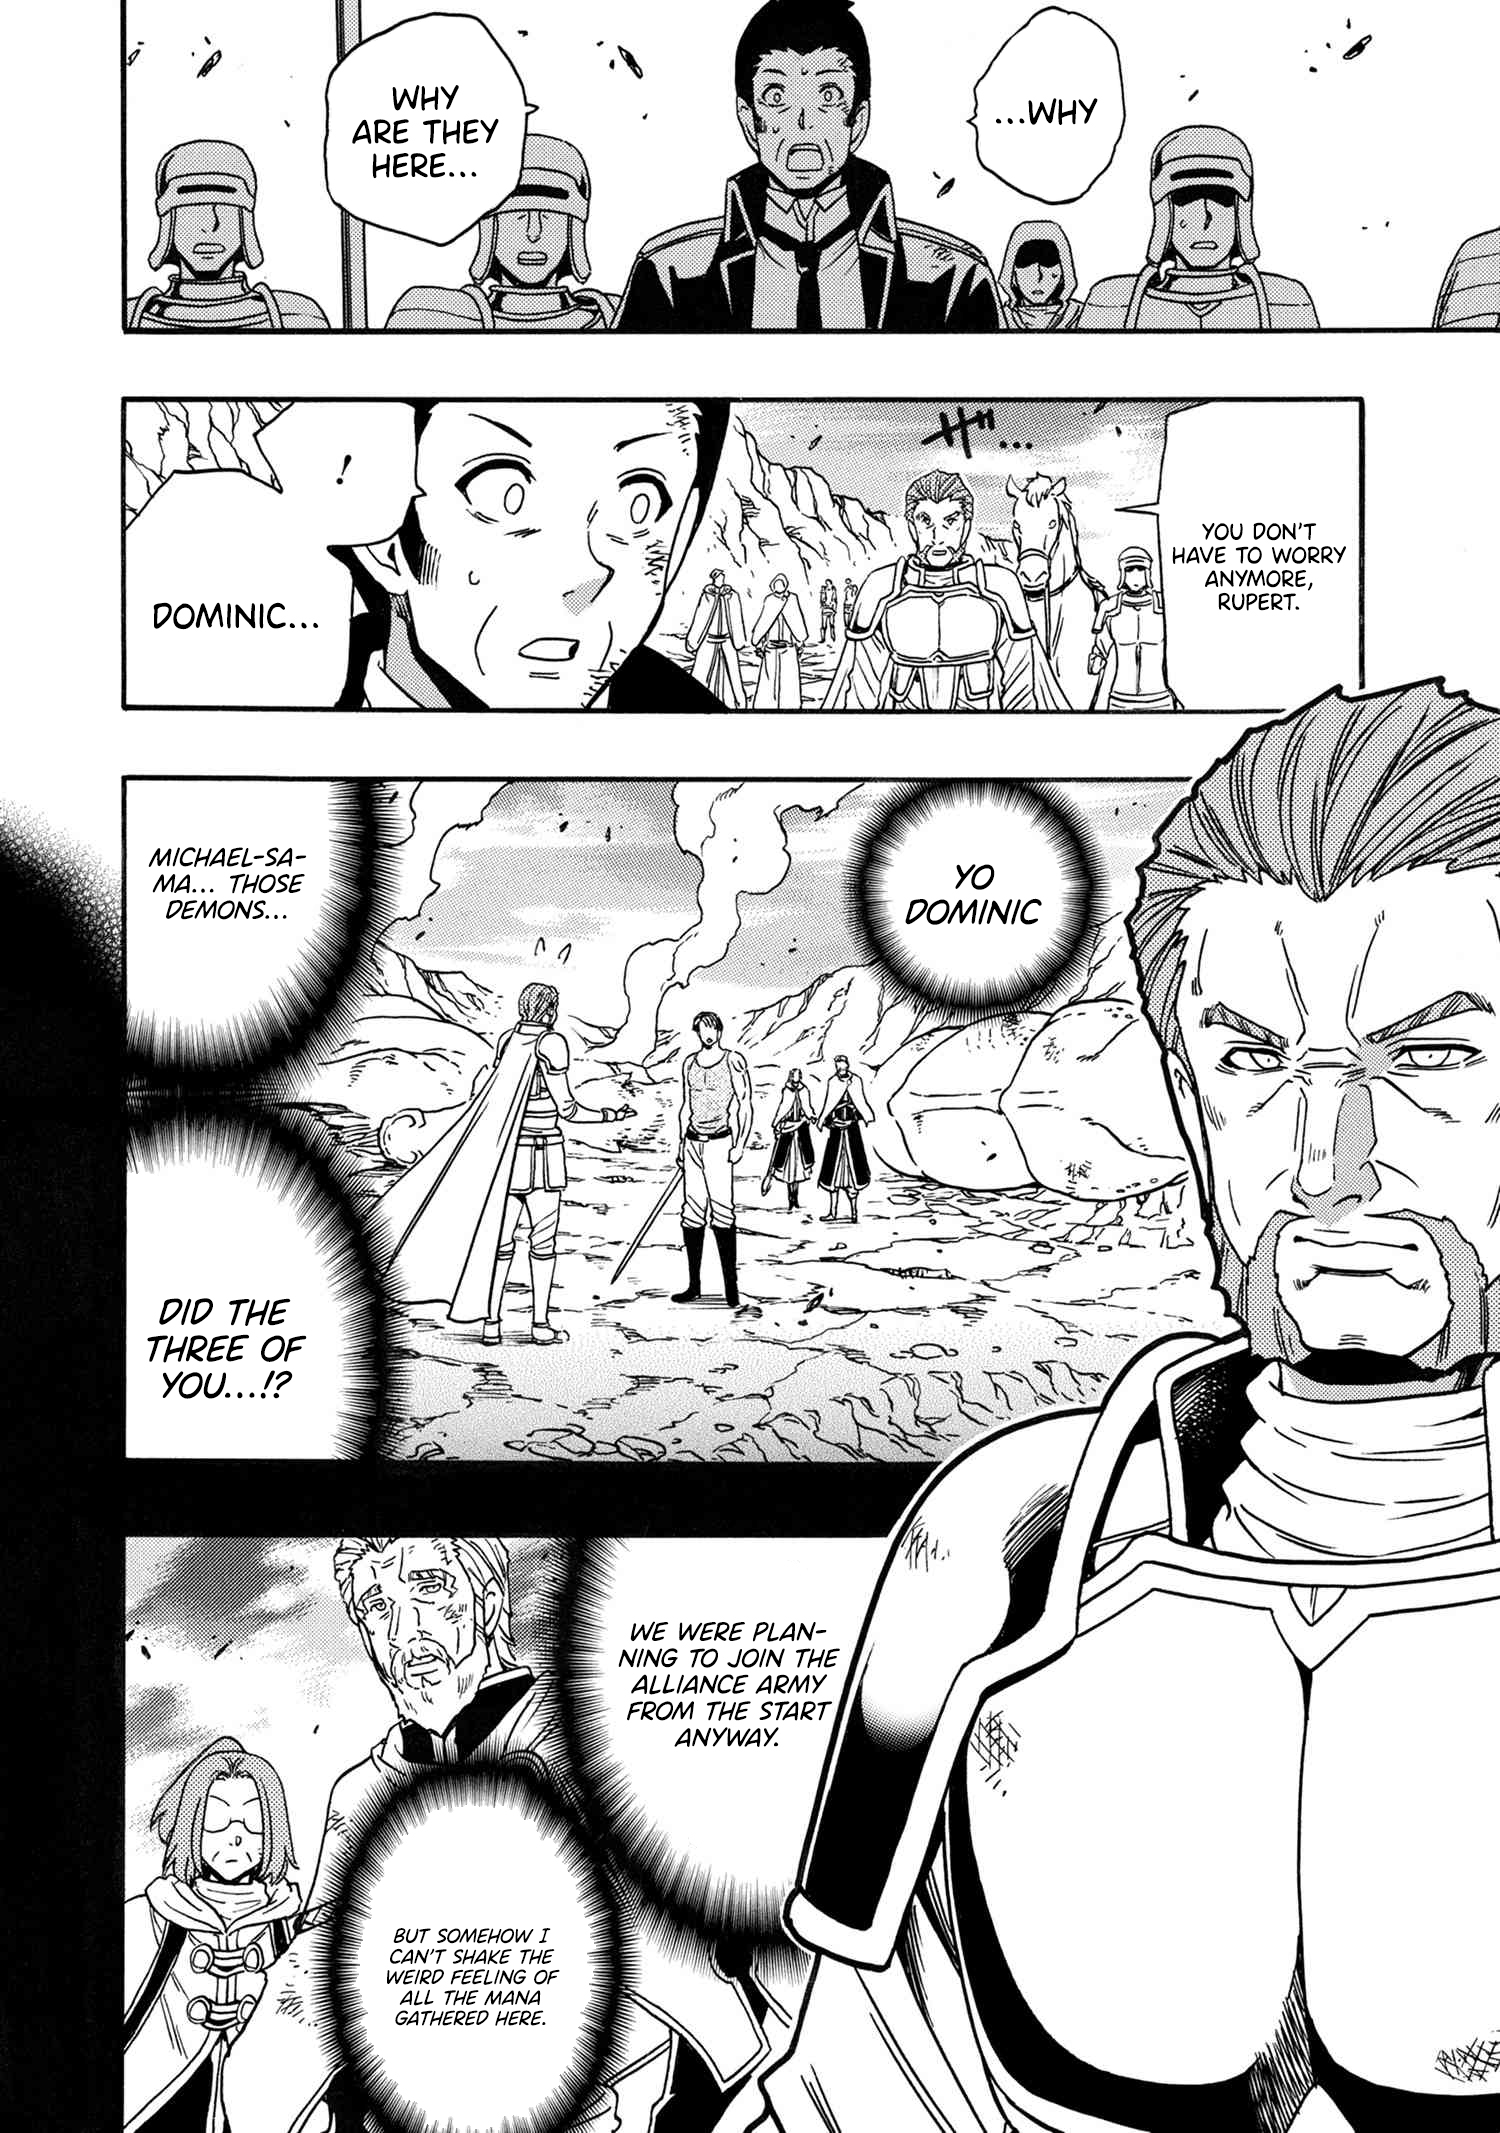 …WHY
WHY
ARE THEY
HERE…
ザッ…
YOU DON'T
HAVE TO WORRY
ANYMORE,
RUPERT.
!
DOMINIC…
YO
DOMINIC
MICHAEL-SA-
MA… THOSE
DEMONS…
DID THE
THREE OF
YOU…!?
WE WERE PLAN-
NING TO JOIN THE
ALLIANCE ARMY
FROM THE START
ANYWAY.
BUT SOMEHOW I
CAN'T SHAKE THE
WEIRD FEELING OF
ALL THE MANA
GATHERED HERE.